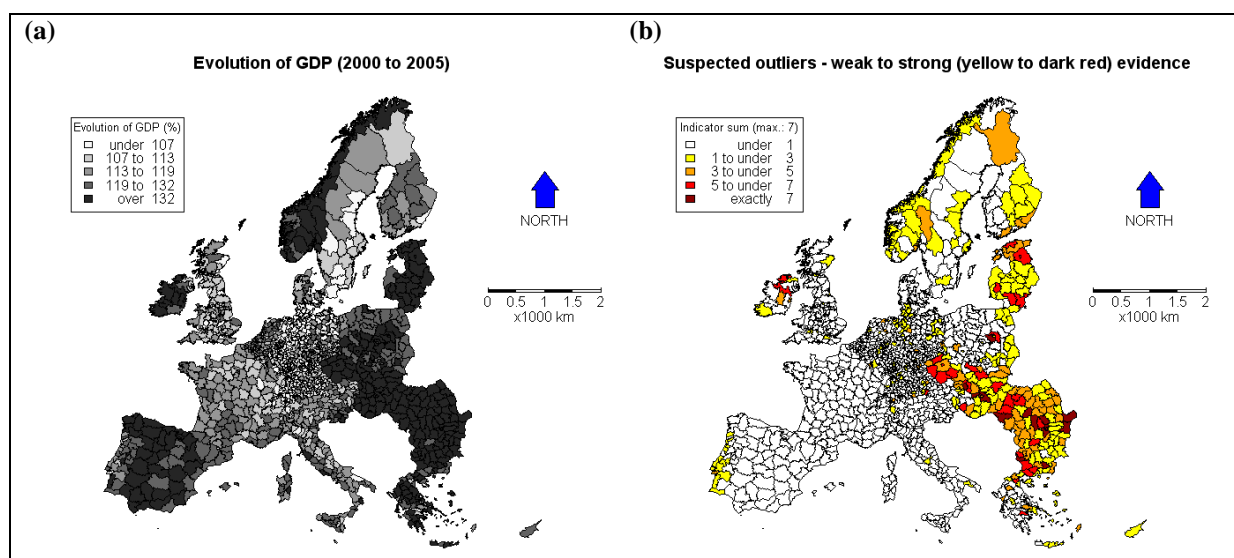 (a)
Evolution of GDP (2000 to 2005)
Evolution of GDP (%)
under 107
107 to 113
113 to 119
119 to 132
over 132
NORTH
0 0.5 1 1.5 2
x1000 km
(b)
Suspected outliers - weak to strong (yellow to dark red) evidence
Indicator sum (max.: 7)
under 1
1 to under 3
3 to under 5
5 to under 7
exactly 7
NORTH
0 0.5 1 1.5 2
x1000 km